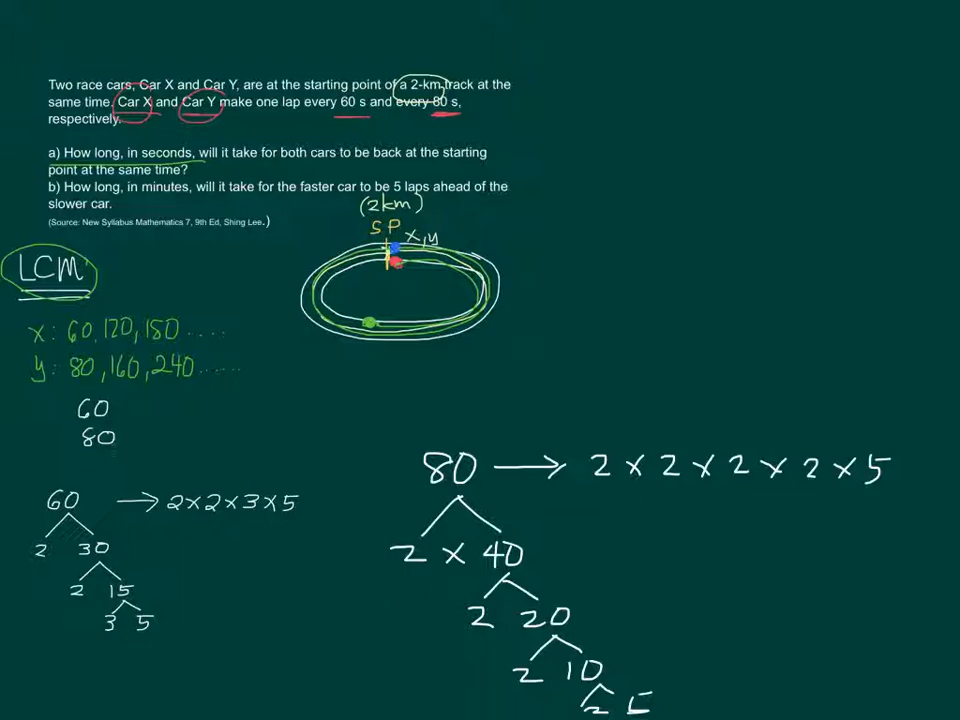 Two race cars, Car X and Car Y, are at the starting point of a 2-km track at the
same time. Car X and Car Y make one lap every 60 s and every 80 s,
respectively.
a) How long, in seconds, will it take for both cars to be back at the starting
point at the same time?
b) How long, in minutes, will it take for the faster car to be 5 laps ahead of the
slower car.
(Source: New Syllabus Mathematics 7, 9th Ed, Shing Lee.)
(2km)
SP x,y
LCM
x: 60,120,180....
y: 80,160,240......
60
80
60 → 2×2×3×5
2 30
2 15
3 5
80 → 2×2×2×2×5
2 × 40
2 20
2 10
2 5